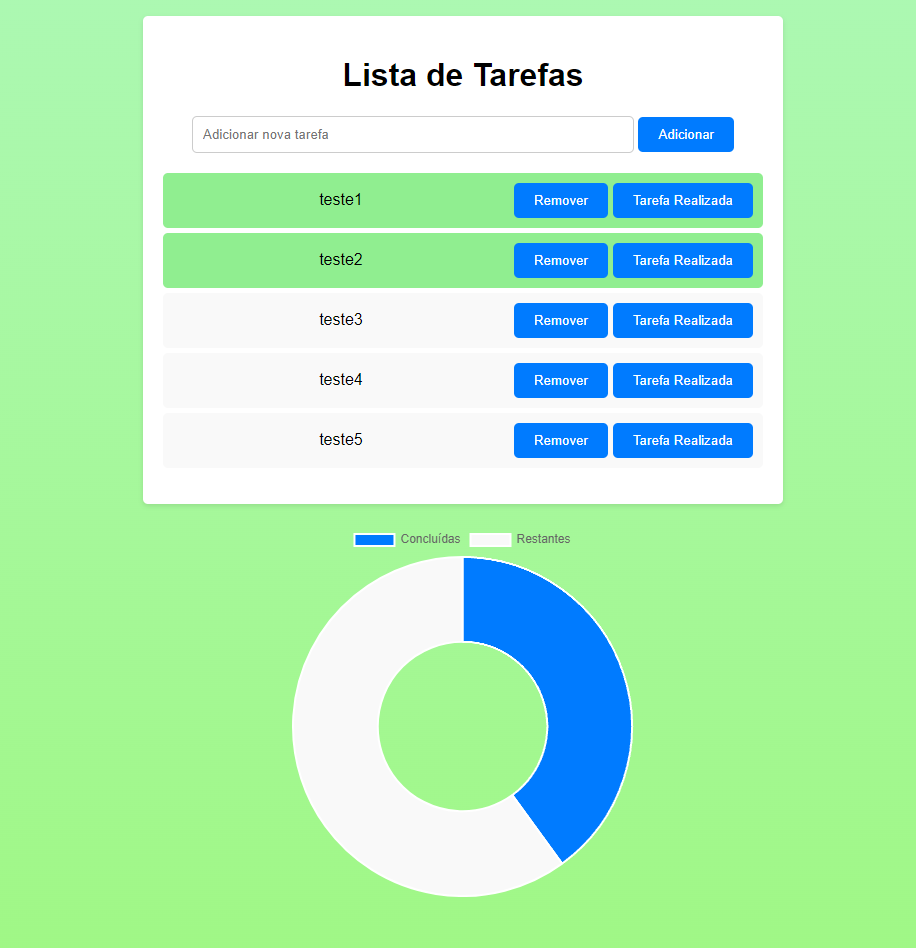 Lista de Tarefas
Adicionar nova tarefa Adicionar
teste1 Remover Tarefa Realizada
teste2 Remover Tarefa Realizada
teste3 Remover Tarefa Realizada
teste4 Remover Tarefa Realizada
teste5 Remover Tarefa Realizada
Concluídas Restantes